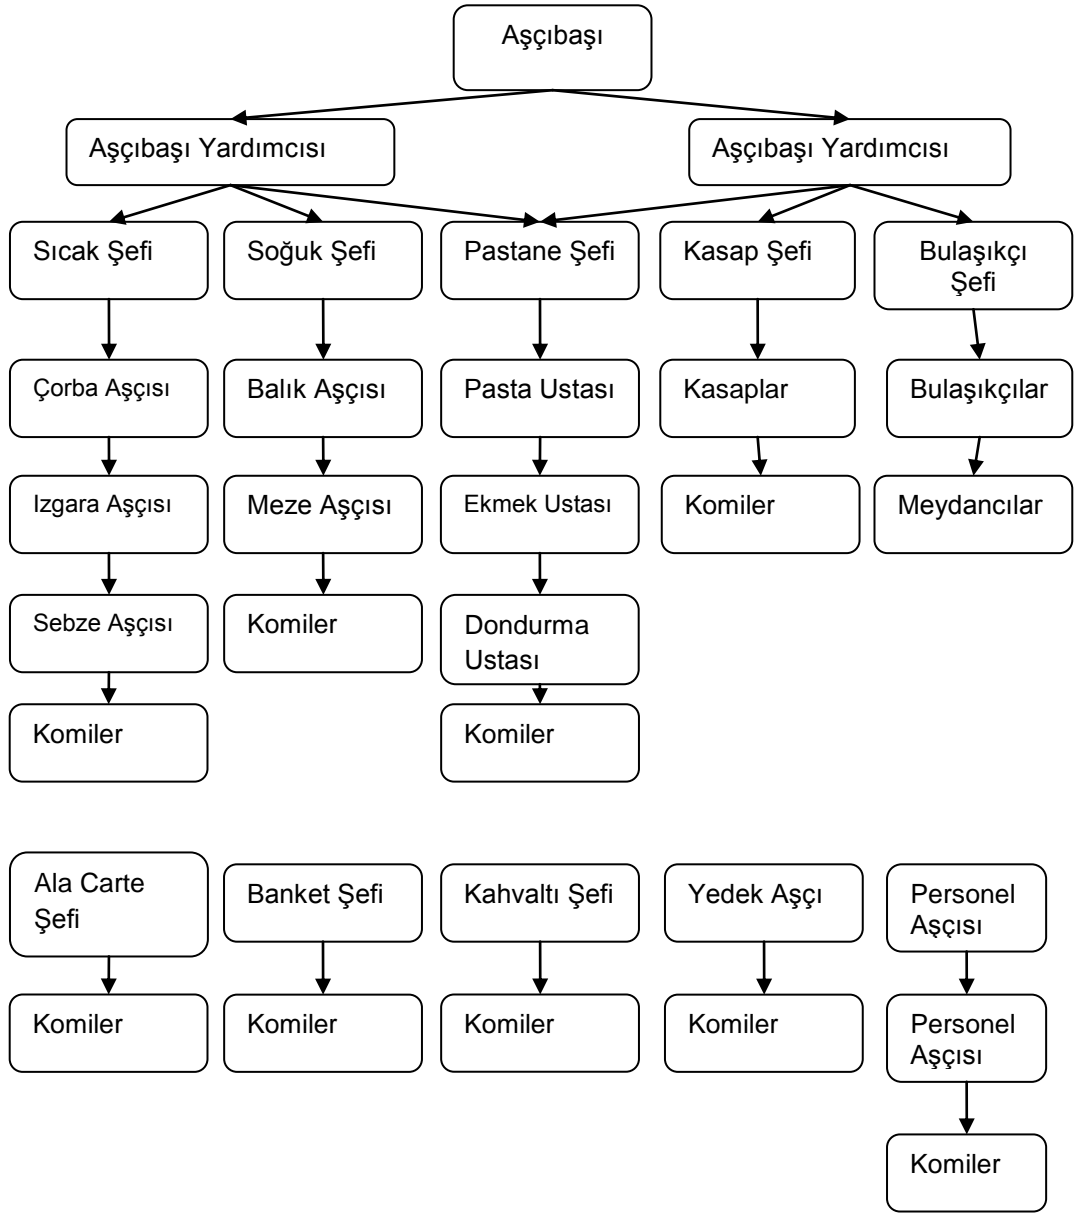 Aşçıbaşı
Aşçıbaşı Yardımcısı
Aşçıbaşı Yardımcısı
Sıcak Şefi
Soğuk Şefi
Pastane Şefi
Kasap Şefi
Bulaşıkçı
Şefi
Çorba Aşçısı
Balık Aşçısı
Pasta Ustası
Kasaplar
Bulaşıkçılar
Izgara Aşçısı
Meze Aşçısı
Ekmek Ustası
Komiler
Meydancılar
Sebze Aşçısı
Komiler
Dondurma
Ustası
Komiler
Komiler
Ala Carte
Şefi
Banket Şefi
Kahvaltı Şefi
Yedek Aşçı
Personel
Aşçısı
Komiler
Komiler
Komiler
Komiler
Personel
Aşçısı
Komiler